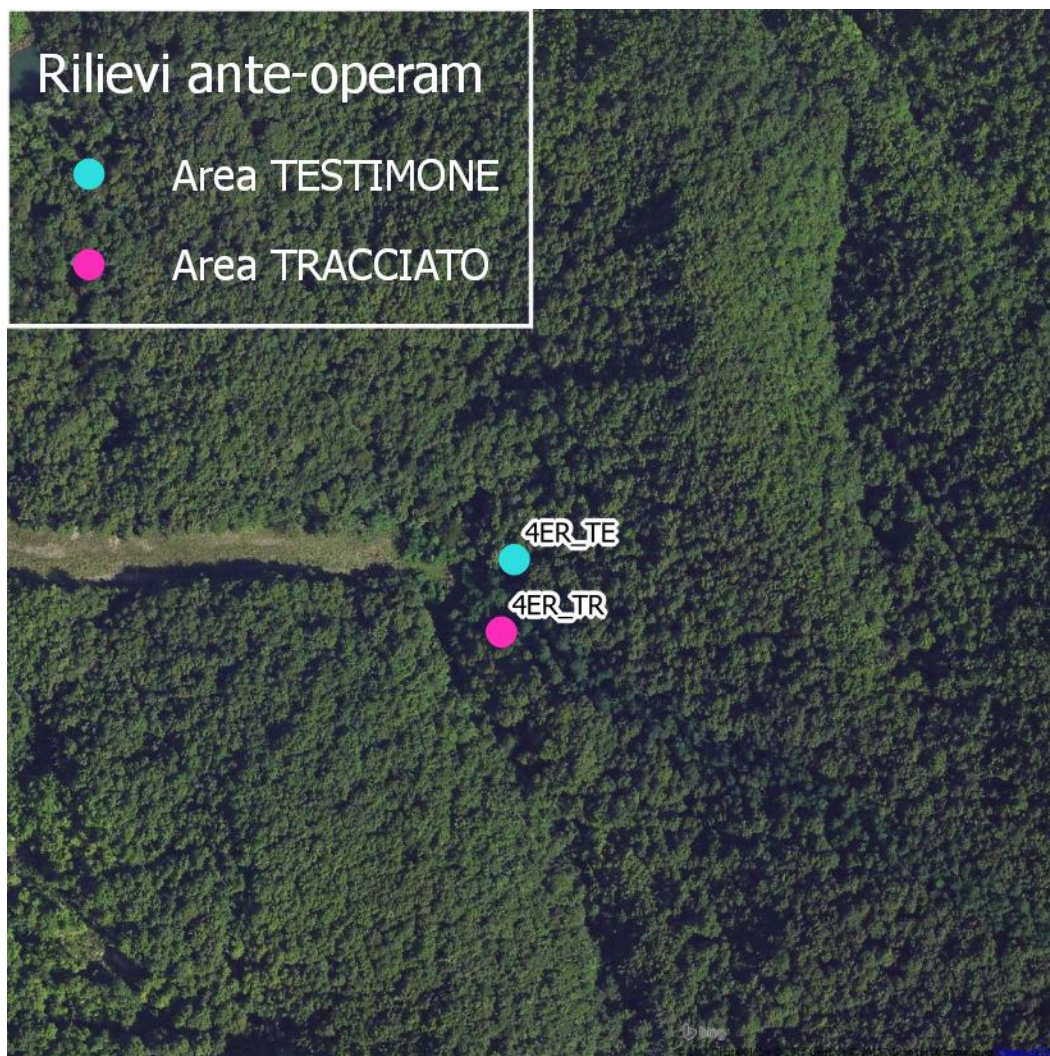 Rilievi ante-operam
Area TESTIMONE
Area TRACCIATO
4ER_TE
4ER_TR
bing